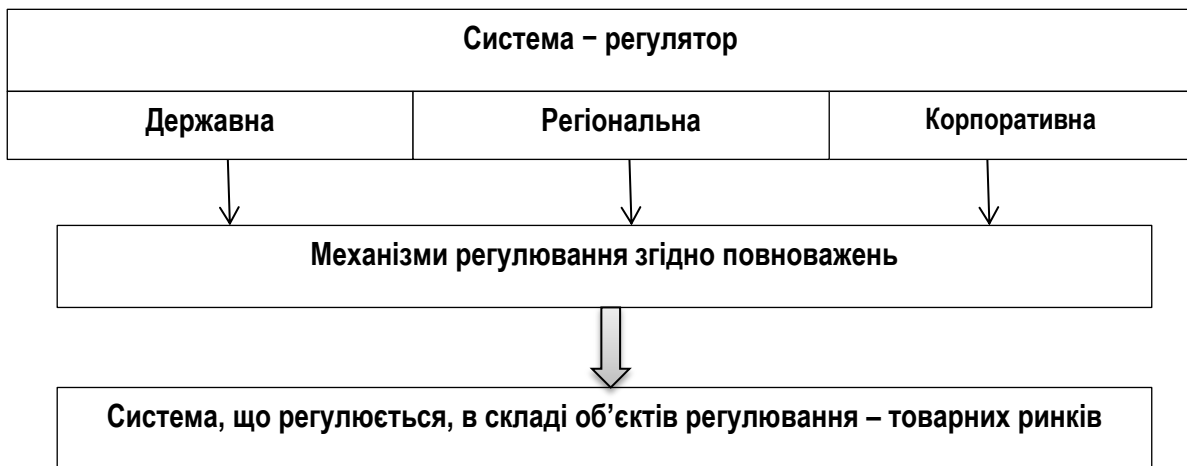 Система − регулятор
Державна
Регіональна
Корпоративна
Механізми регулювання згідно повноважень
Система, що регулюється, в складі об’єктів регулювання – товарних ринків